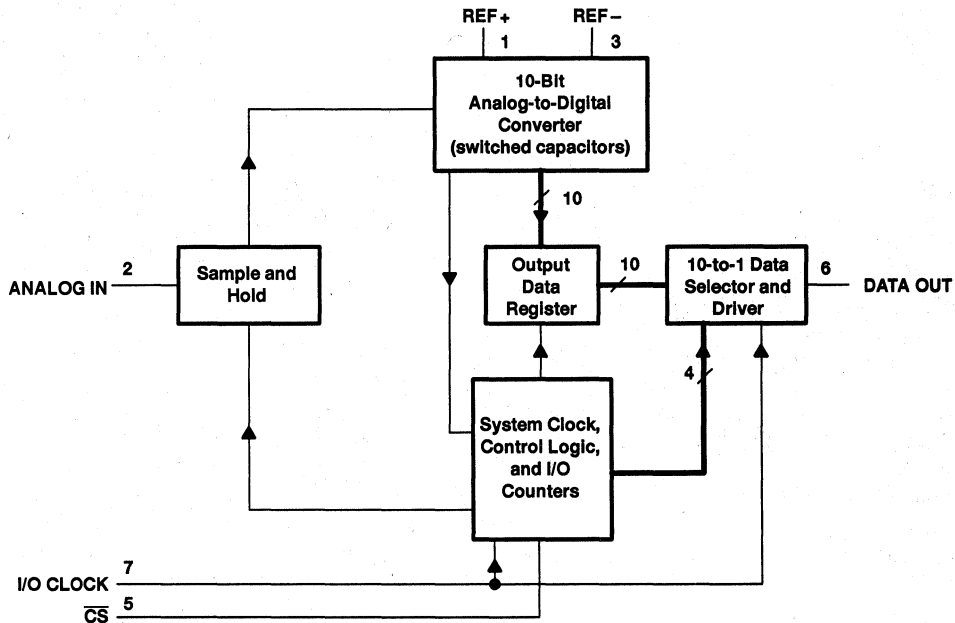 REF+
REF−
1
3
10-Bit
Analog-to-Digital
Converter
(switched capacitors)
10
2
ANALOG IN
Sample and
Hold
Output
Data
Register
10
10-to-1 Data
Selector and
Driver
6
DATA OUT
4
System Clock,
Control Logic,
and I/O
Counters
7
I/O CLOCK
5
C̅S̅